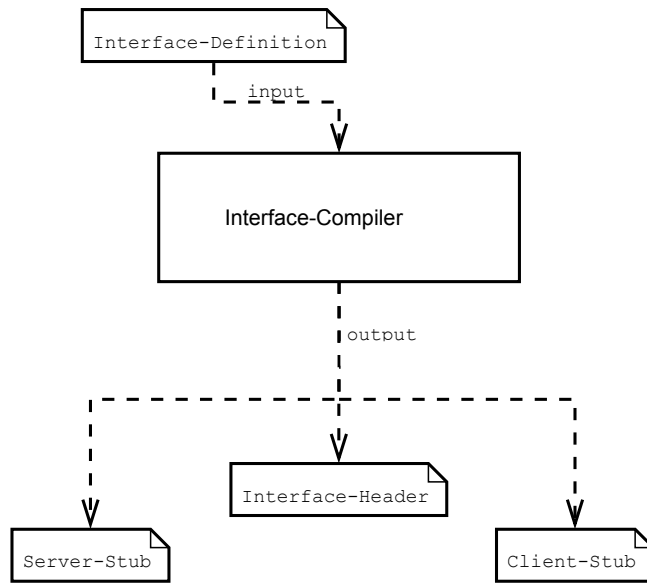 Interface-Definition
input
Interface-Compiler
output
Interface-Header
Server-Stub
Client-Stub